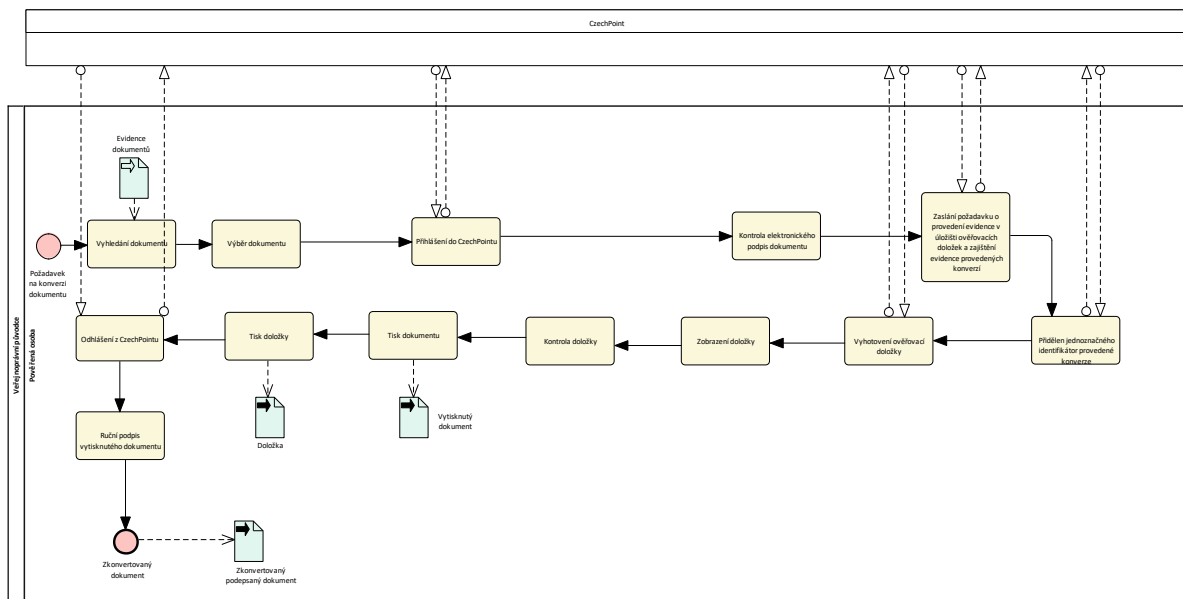 CzechPoint
Veřejnoprávní původce
Pověřená osoba
Evidence
dokumentů
Požadavek
na konverzi
dokumentu
Vyhledání dokumentu
Výběr dokumentu
Přihlášení do CzechPointu
Kontrola elektronického
podpis dokumentu
Zaslání požadavku o
provedení evidence v
úložišti ověřovacích
doložek a zajištění
evidence provedených
konverzí
Odhlášení z CzechPointu
Tisk doložky
Tisk dokumentu
Kontrola doložky
Zobrazení doložky
Vyhotovení ověřovací
doložky
Přidělen jednoznačného
identifikátor provedené
konverze
Doložka
Vytisknutý
dokument
Ruční podpis
vytisknutého dokumentu
Zkonvertovaný
dokument
Zkonvertovaný
podepsaný dokument